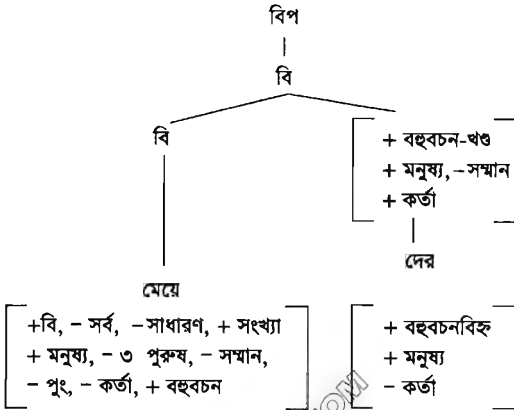 বিপ
বি
বি
+ বহুবচন-খণ্ড
+ মনুষ্য, – সম্মান
+ কর্তা
দের
মেয়ে
+বি, – সর্ব, –সাধারণ, + সংখ্যা
+ মনুষ্য, – ৩ পুরুষ, – সম্মান,
– পুং, – কর্তা, + বহুবচন
+ বহুবচনবিহ্ন
+ মনুষ্য
– কর্তা